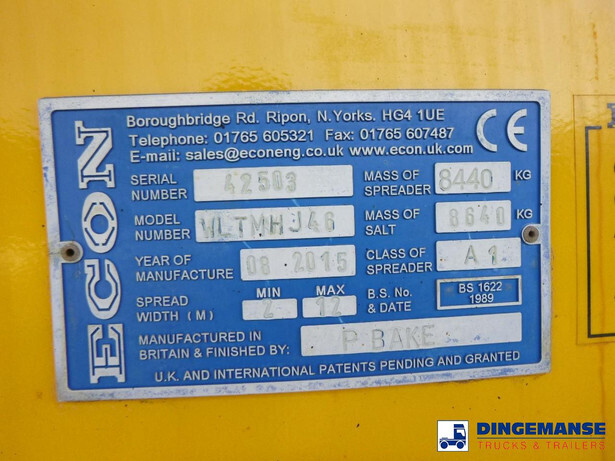 ECON
Boroughbridge Rd. Ripon, N.Yorks. HG4 1UE
Telephone: 01765 605321 Fax: 01765 607487
E-mail: sales@econeng.co.uk www.econ.uk.com
CE
SERIAL NUMBER 42503 MASS OF SPREADER 8440 KG
MODEL NUMBER WLTMHJ46 MASS OF SALT 8640 KG
YEAR OF MANUFACTURE 08 2015 CLASS OF SPREADER A1
SPREAD WIDTH (M) MIN 2 MAX 12 B.S. No. & DATE BS 1622 1989
MANUFACTURED IN BRITAIN & FINISHED BY: P BAKE
U.K. AND INTERNATIONAL PATENTS PENDING AND GRANTED
DINGEMANSE
TRUCKS & TRAILERS